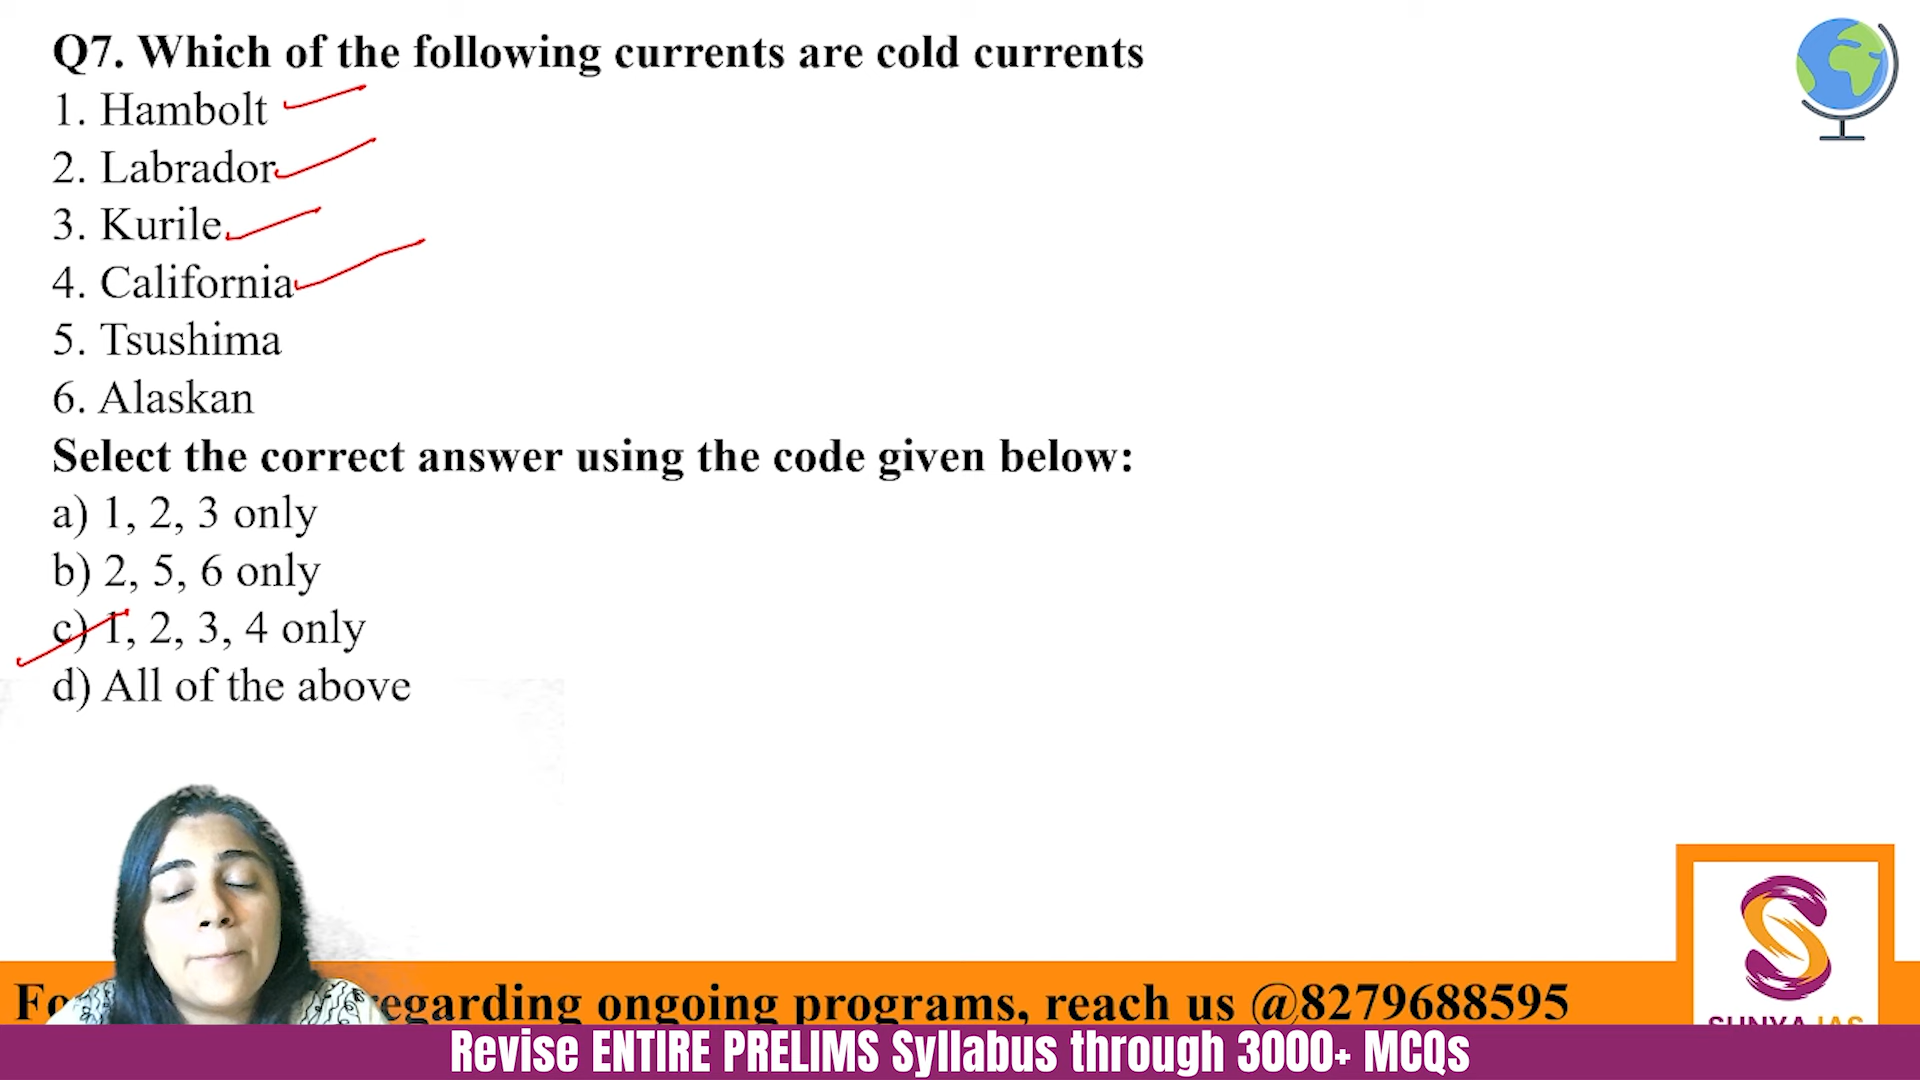 Q7. Which of the following currents are cold currents
1. Hambolt
2. Labrador
3. Kurile
4. California
5. Tsushima
6. Alaskan
Select the correct answer using the code given below:
a) 1, 2, 3 only
b) 2, 5, 6 only
c) 1, 2, 3, 4 only
d) All of the above
regarding ongoing programs, reach us @8279688595
Revise ENTIRE PRELIMS Syllabus through 3000+ MCQs